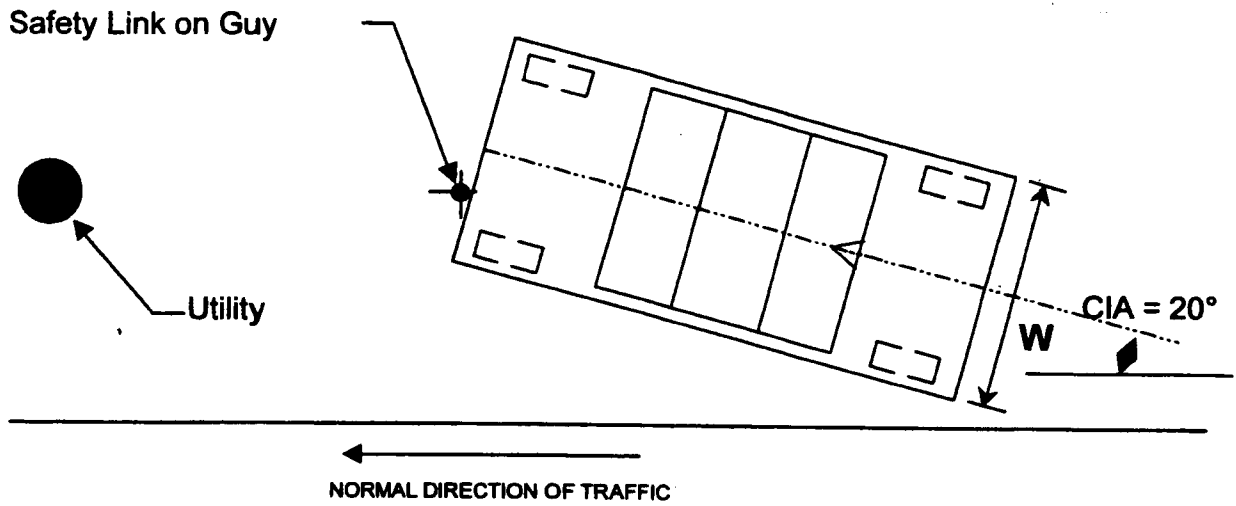 Safety Link on Guy
Utility
CIA = 20°
W
NORMAL DIRECTION OF TRAFFIC